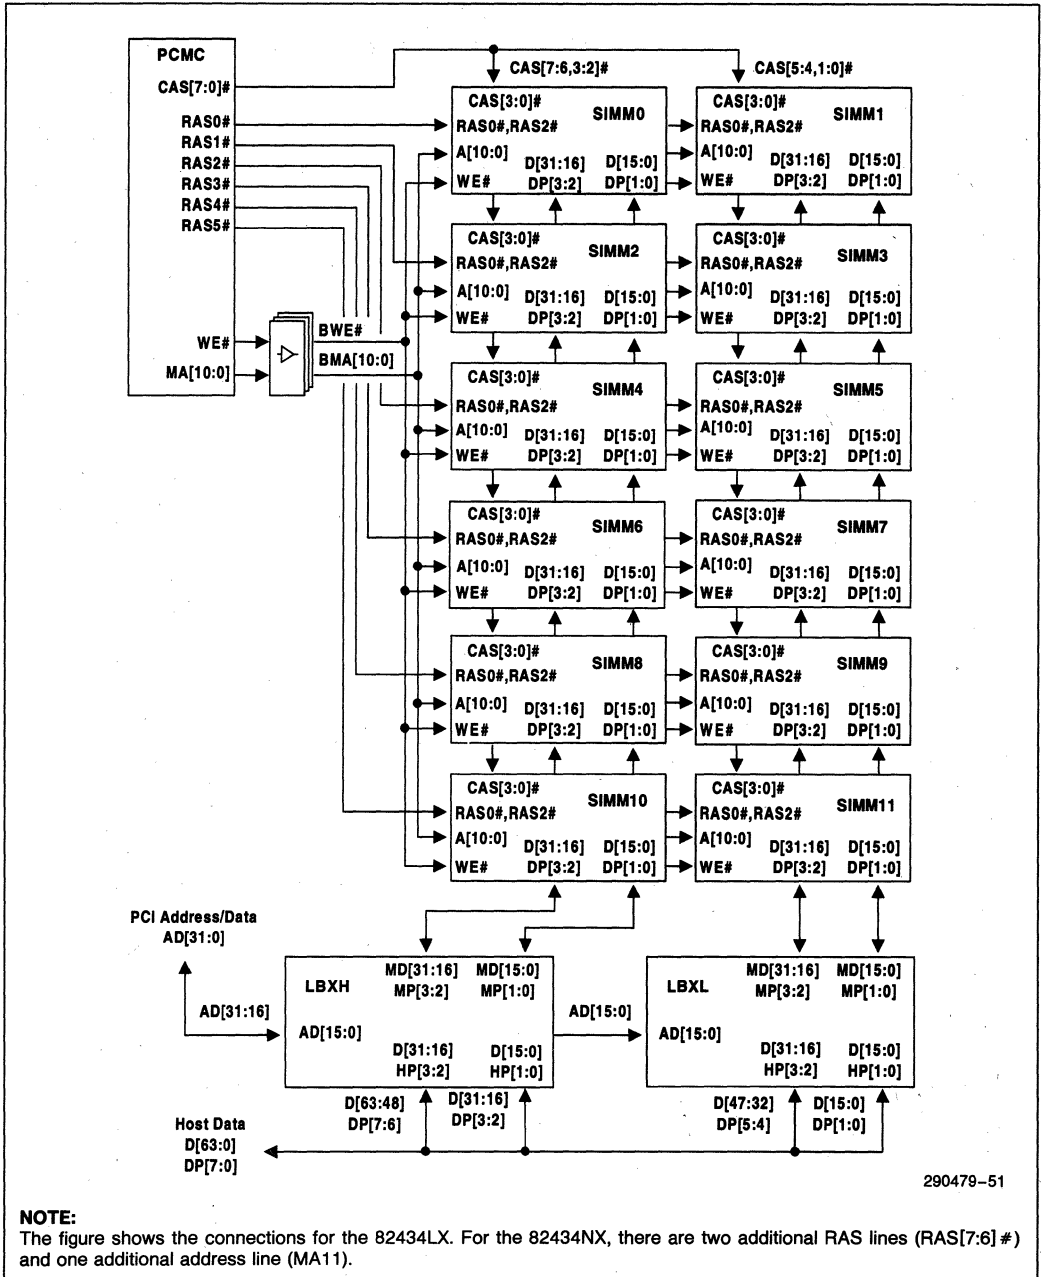 PCMC
CAS[7:0]#
RAS0#
RAS1#
RAS2#
RAS3#
RAS4#
RAS5#
WE#
MA[10:0]
BWE#
BMA[10:0]
CAS[7:6,3:2]#
CAS[5:4,1:0]#
CAS[3:0]#
SIMM0
RAS0#,RAS2#
A[10:0]
D[31:16] D[15:0]
WE# DP[3:2] DP[1:0]
CAS[3:0]#
SIMM1
RAS0#,RAS2#
A[10:0]
D[31:16] D[15:0]
WE# DP[3:2] DP[1:0]
CAS[3:0]#
SIMM2
RAS0#,RAS2#
A[10:0]
D[31:16] D[15:0]
WE# DP[3:2] DP[1:0]
CAS[3:0]#
SIMM3
RAS0#,RAS2#
A[10:0]
D[31:16] D[15:0]
WE# DP[3:2] DP[1:0]
CAS[3:0]#
SIMM4
RAS0#,RAS2#
A[10:0]
D[31:16] D[15:0]
WE# DP[3:2] DP[1:0]
CAS[3:0]#
SIMM5
RAS0#,RAS2#
A[10:0]
D[31:16] D[15:0]
WE# DP[3:2] DP[1:0]
CAS[3:0]#
SIMM6
RAS0#,RAS2#
A[10:0]
D[31:16] D[15:0]
WE# DP[3:2] DP[1:0]
CAS[3:0]#
SIMM7
RAS0#,RAS2#
A[10:0]
D[31:16] D[15:0]
WE# DP[3:2] DP[1:0]
CAS[3:0]#
SIMM8
RAS0#,RAS2#
A[10:0]
D[31:16] D[15:0]
WE# DP[3:2] DP[1:0]
CAS[3:0]#
SIMM9
RAS0#,RAS2#
A[10:0]
D[31:16] D[15:0]
WE# DP[3:2] DP[1:0]
CAS[3:0]#
SIMM10
RAS0#,RAS2#
A[10:0]
D[31:16] D[15:0]
WE# DP[3:2] DP[1:0]
CAS[3:0]#
SIMM11
RAS0#,RAS2#
A[10:0]
D[31:16] D[15:0]
WE# DP[3:2] DP[1:0]
PCI Address/Data
AD[31:0]
AD[31:16]
LBXH
MD[31:16] MD[15:0]
MP[3:2] MP[1:0]
AD[15:0]
D[31:16] D[15:0]
HP[3:2] HP[1:0]
AD[15:0]
LBXL
MD[31:16] MD[15:0]
MP[3:2] MP[1:0]
AD[15:0]
D[31:16] D[15:0]
HP[3:2] HP[1:0]
D[63:48] D[31:16]
DP[7:6] DP[3:2]
D[47:32] D[15:0]
DP[5:4] DP[1:0]
Host Data
D[63:0]
DP[7:0]
290479–51
NOTE:
The figure shows the connections for the 82434LX. For the 82434NX, there are two additional RAS lines (RAS[7:6]#)
and one additional address line (MA11).